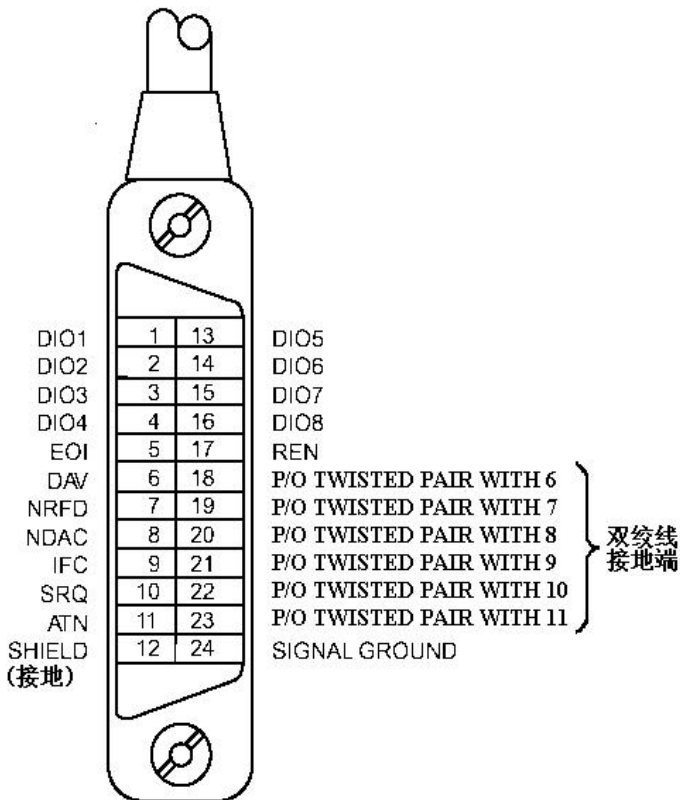 DIO1 1 13 DIO5
DIO2 2 14 DIO6
DIO3 3 15 DIO7
DIO4 4 16 DIO8
EOI 5 17 REN
DAV 6 18 P/O TWISTED PAIR WITH 6
NRFD 7 19 P/O TWISTED PAIR WITH 7
NDAC 8 20 P/O TWISTED PAIR WITH 8
IFC 9 21 P/O TWISTED PAIR WITH 9
SRQ 10 22 P/O TWISTED PAIR WITH 10
ATN 11 23 P/O TWISTED PAIR WITH 11
SHIELD 12 24 SIGNAL GROUND
(接地)
双绞线
接地端